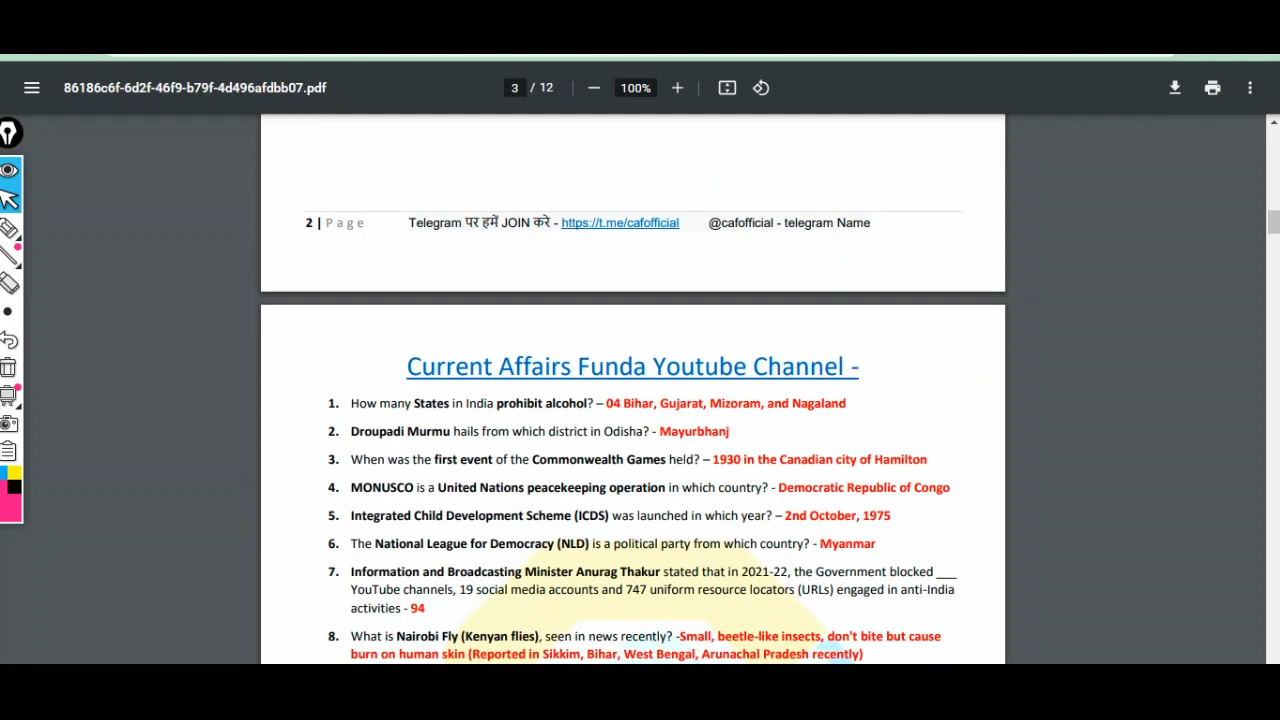 86186c6f-6d2f-46f9-b79f-4d496afdbb07.pdf
3 / 12
100%
2 | Page Telegram पर हमें JOIN करे - https://t.me/cafofficial @cafofficial - telegram Name
Current Affairs Funda Youtube Channel -
1. How many States in India prohibit alcohol? – 04 Bihar, Gujarat, Mizoram, and Nagaland
2. Droupadi Murmu hails from which district in Odisha? - Mayurbhanj
3. When was the first event of the Commonwealth Games held? – 1930 in the Canadian city of Hamilton
4. MONUSCO is a United Nations peacekeeping operation in which country? - Democratic Republic of Congo
5. Integrated Child Development Scheme (ICDS) was launched in which year? – 2nd October, 1975
6. The National League for Democracy (NLD) is a political party from which country? - Myanmar
7. Information and Broadcasting Minister Anurag Thakur stated that in 2021-22, the Government blocked ___
YouTube channels, 19 social media accounts and 747 uniform resource locators (URLs) engaged in anti-India
activities - 94
8. What is Nairobi Fly (Kenyan flies), seen in news recently? -Small, beetle-like insects, don't bite but cause
burn on human skin (Reported in Sikkim, Bihar, West Bengal, Arunachal Pradesh recently)